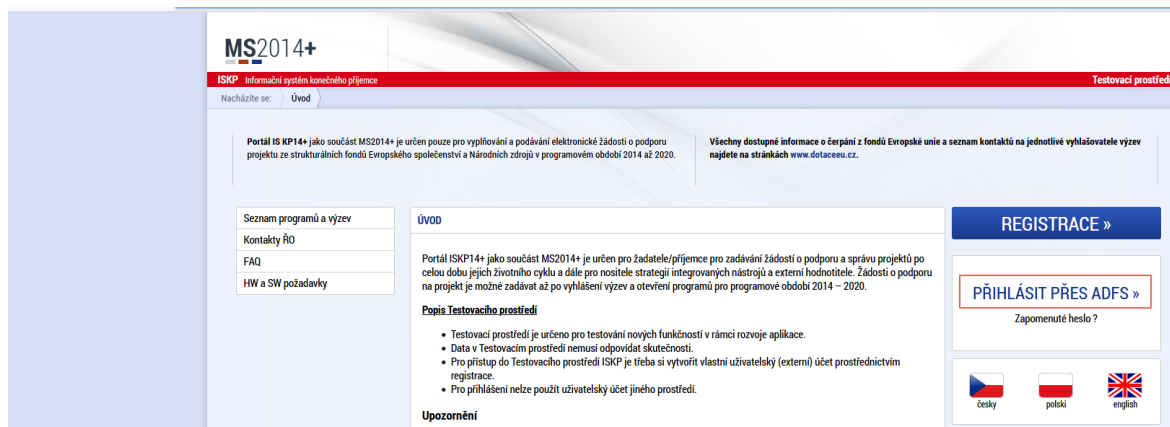 MS2014+
ISKP Informační systém konečného příjemce
Testovací prostřed
Nacházíte se: Úvod
Portál IS KP14+ jako součást MS2014+ je určen pouze pro vyplňování a podávání elektronické žádosti o podporu
projektu ze strukturálních fondů Evropského společenství a Národních zdrojů v programovém období 2014 až 2020.
Všechny dostupné informace o čerpání z fondů Evropské unie a seznam kontaktů na jednotlivé vyhlašovatele výzev
najdete na stránkách www.dotaceeu.cz.
Seznam programů a výzev
Kontakty ŘO
FAQ
HW a SW požadavky
ÚVOD
Portál ISKP14+ jako součást MS2014+ je určen pro žadatele/příjemce pro zadávání žádostí o podporu a správu projektů po
celou dobu jejich životního cyklu a dále pro nositele strategií integrovaných nástrojů a externí hodnotitele. Žádosti o podporu
na projekt je možné zadávat až po vyhlášení výzev a otevření programů pro programové období 2014 – 2020.
Popis Testovacího prostředí
• Testovací prostředí je určeno pro testování nových funkčností v rámci rozvoje aplikace.
• Data v Testovacím prostředí nemusí odpovídat skutečnosti.
• Pro přístup do Testovacího prostředí ISKP je třeba si vytvořit vlastní uživatelský (externí) účet prostřednictvím
registrace.
• Pro přihlášení nelze použít uživatelský účet jiného prostředí.
Upozornění
REGISTRACE »
PŘIHLÁSIT PŘES ADFS »
Zapomenuté heslo ?
česky polski english